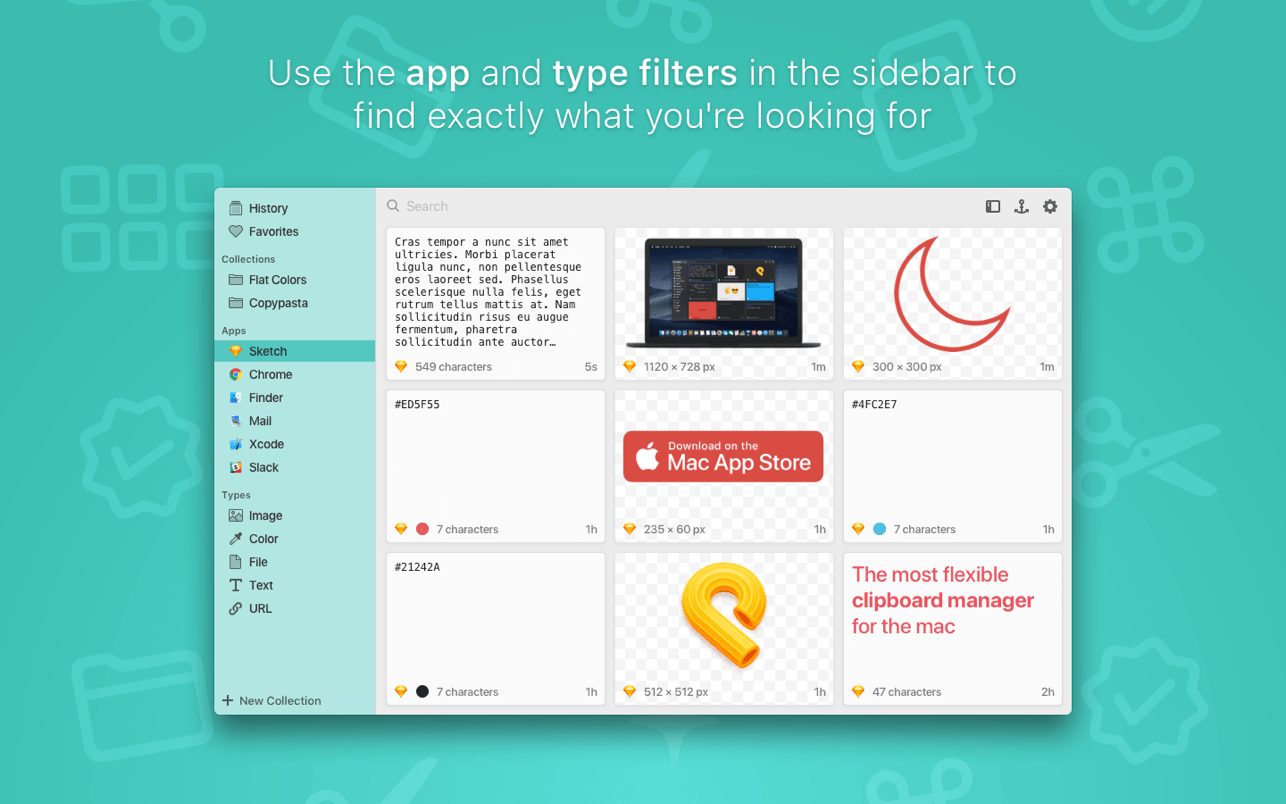 Use the app and type filters in the sidebar to
find exactly what you're looking for
History
Favorites
Collections
Flat Colors
Copypasta
Apps
Sketch
Chrome
Finder
Mail
Xcode
Slack
Types
Image
Color
File
Text
URL
New Collection
Search
Cras tempor a nunc sit amet
ultricies. Morbi placerat
ligula nunc, non pellentesque
eros laoreet sed. Phasellus
scelerisque nulla felis, eget
rutrum tellus mattis at. Nam
sollicitudin risus eu augue
fermentum, pharetra
sollicitudin ante auctor…
549 characters 5s
1120 × 728 px 1m
300 × 300 px 1m
#ED5F55
7 characters 1h
Download on the
Mac App Store
235 × 60 px 1h
#4FC2E7
7 characters 1h
#21242A
7 characters 1h
512 × 512 px 1h
The most flexible
clipboard manager
for the mac
47 characters 2h